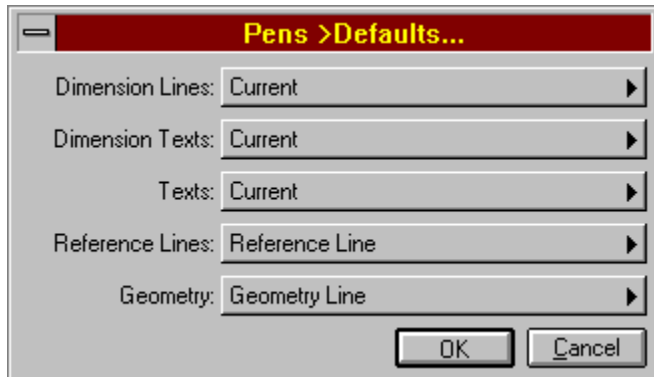 Pens >Defaults...
Dimension Lines: Current
Dimension Texts: Current
Texts: Current
Reference Lines: Reference Line
Geometry: Geometry Line
OK Cancel